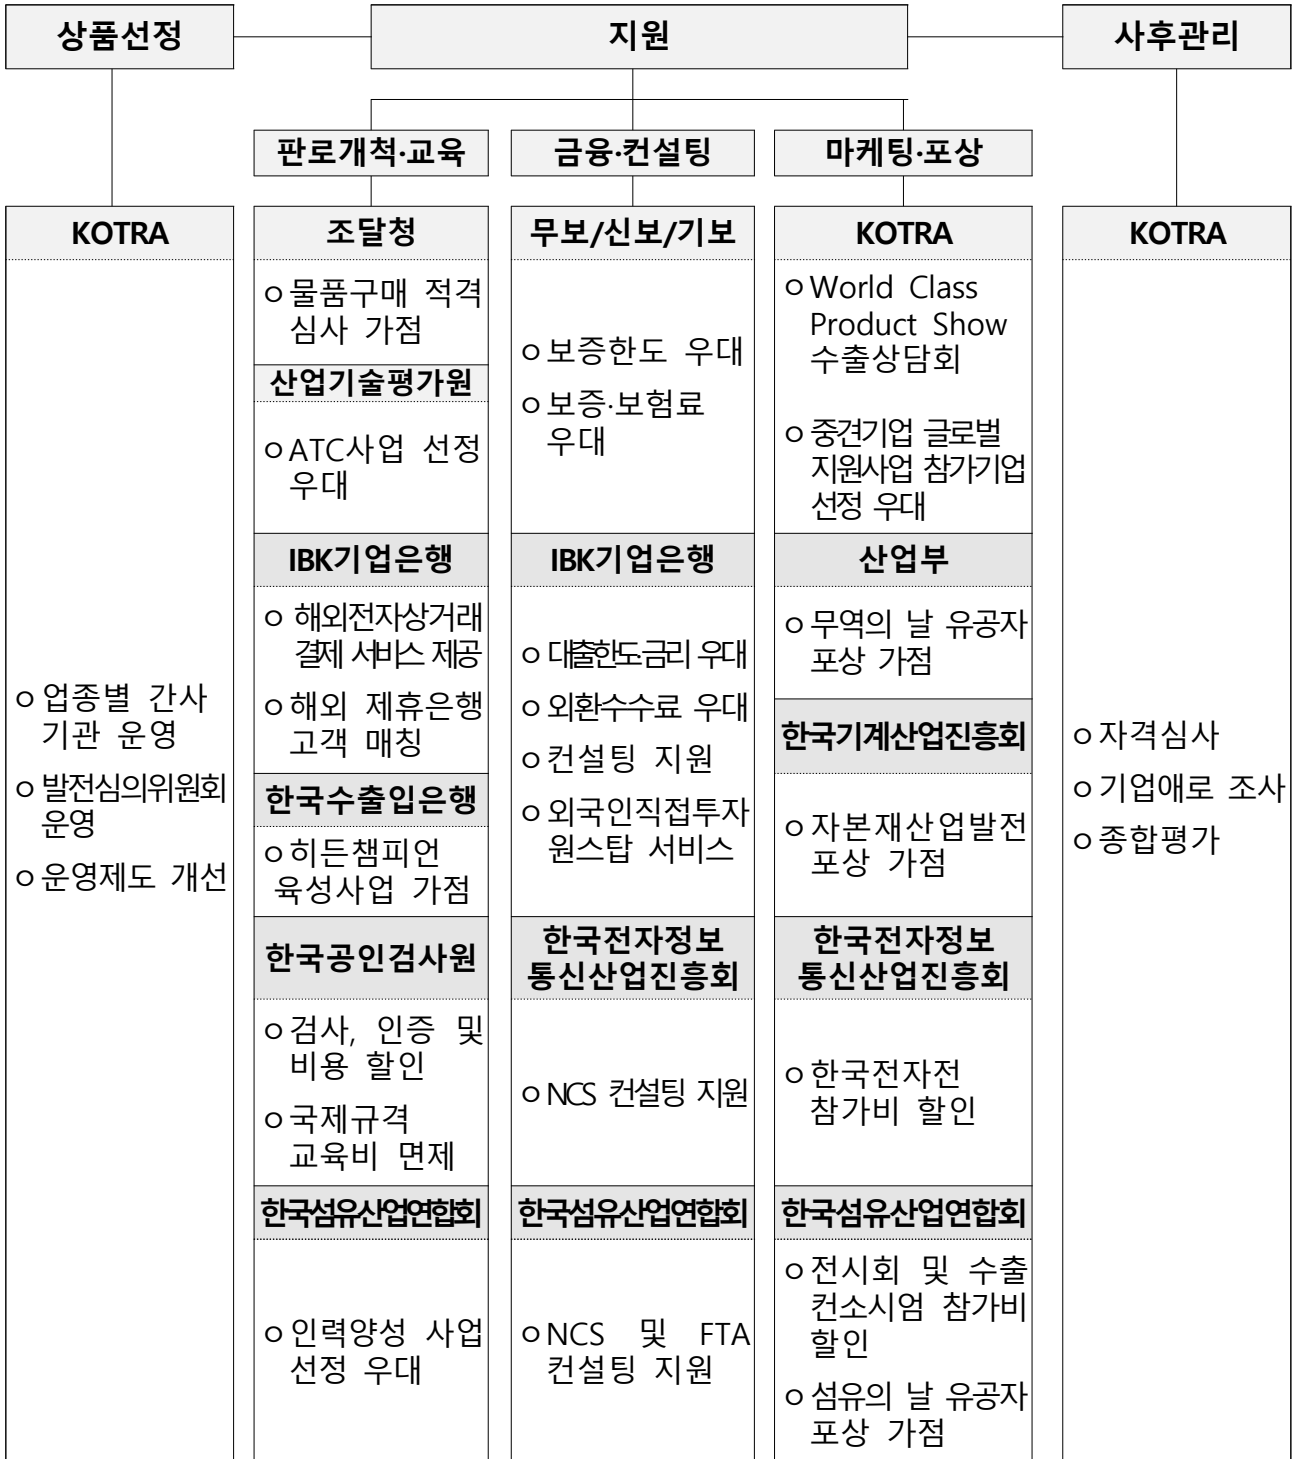 상품선정
지원
사후관리
판로개척·교육
금융·컨설팅
마케팅·포상
KOTRA
ㅇ업종별 간사
기관 운영
ㅇ발전심의위원회
운영
ㅇ운영제도 개선
조달청
ㅇ물품구매 적격
심사 가점
산업기술평가원
ㅇATC사업 선정
우대
IBK기업은행
ㅇ 해외전자상거래
결제 서비스 제공
ㅇ해외 제휴은행
고객 매칭
한국수출입은행
ㅇ히든챔피언
육성사업 가점
한국공인검사원
ㅇ검사, 인증 및
비용 할인
ㅇ국제규격
교육비 면제
한국섬유산업연합회
ㅇ인력양성 사업
선정 우대
무보/신보/기보
ㅇ보증한도 우대
ㅇ보증·보험료
우대
IBK기업은행
ㅇ대출한도·금리 우대
ㅇ외환수수료 우대
ㅇ컨설팅 지원
ㅇ외국인직접투자
원스탑 서비스
한국전자정보
통신산업진흥회
ㅇNCS 컨설팅 지원
한국섬유산업연합회
ㅇNCS 및 FTA
컨설팅 지원
KOTRA
ㅇWorld Class
Product Show
수출상담회
ㅇ중견기업 글로벌
지원사업 참가기업
선정 우대
산업부
ㅇ무역의 날 유공자
포상 가점
한국기계산업진흥회
ㅇ자본재산업발전
포상 가점
한국전자정보
통신산업진흥회
ㅇ한국전자전
참가비 할인
한국섬유산업연합회
ㅇ전시회 및 수출
컨소시엄 참가비
할인
ㅇ섬유의 날 유공자
포상 가점
KOTRA
ㅇ자격심사
ㅇ기업애로 조사
ㅇ종합평가